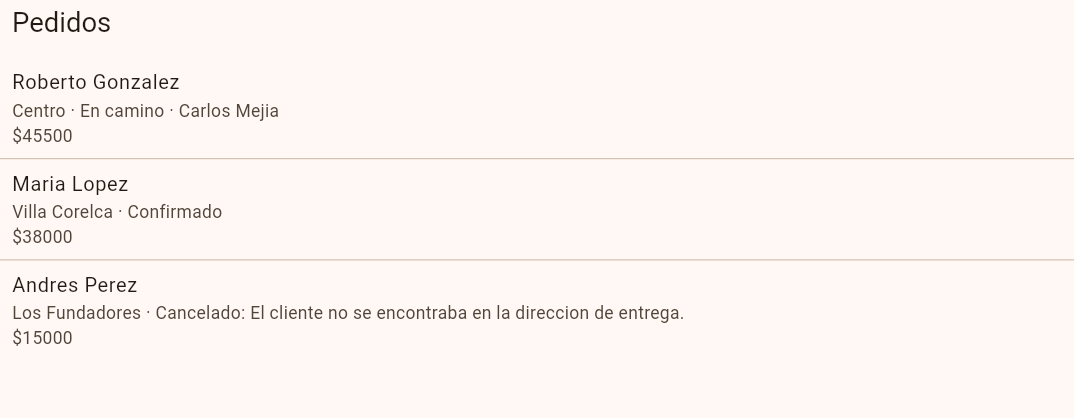 Pedidos
Roberto Gonzalez
Centro · En camino · Carlos Mejia
$45500
Maria Lopez
Villa Corelca · Confirmado
$38000
Andres Perez
Los Fundadores · Cancelado: El cliente no se encontraba en la direccion de entrega.
$15000